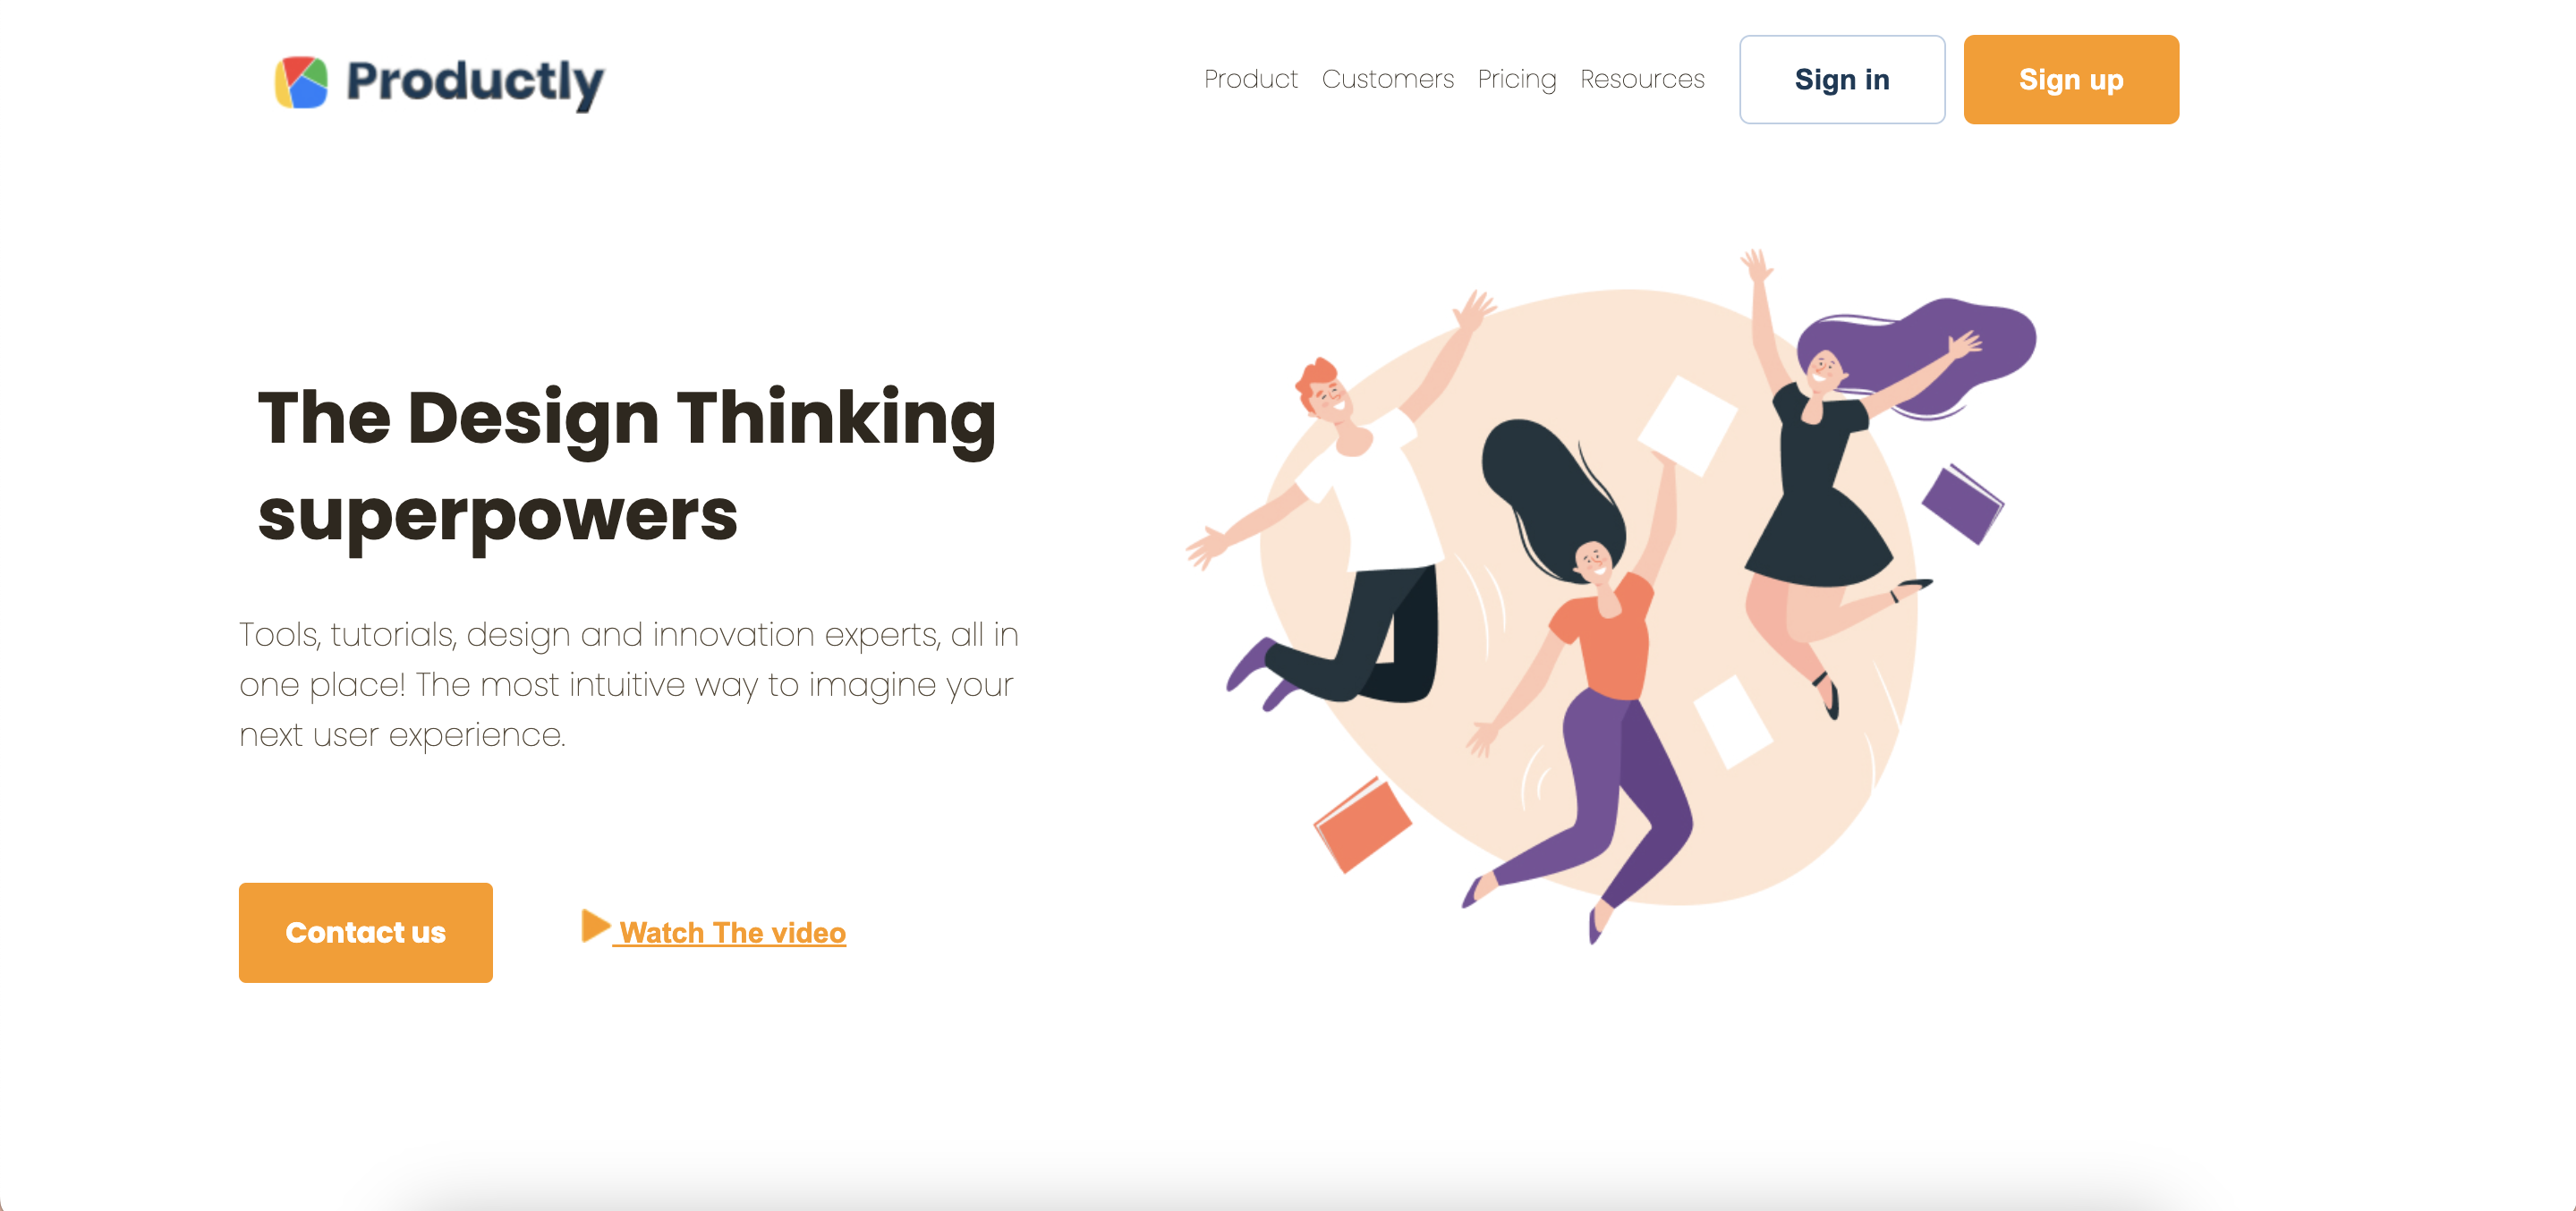 Productly
Product Customers Pricing Resources Sign in Sign up
The Design Thinking
superpowers
Tools, tutorials, design and innovation experts, all in
one place! The most intuitive way to imagine your
next user experience.
Contact us
Watch The video